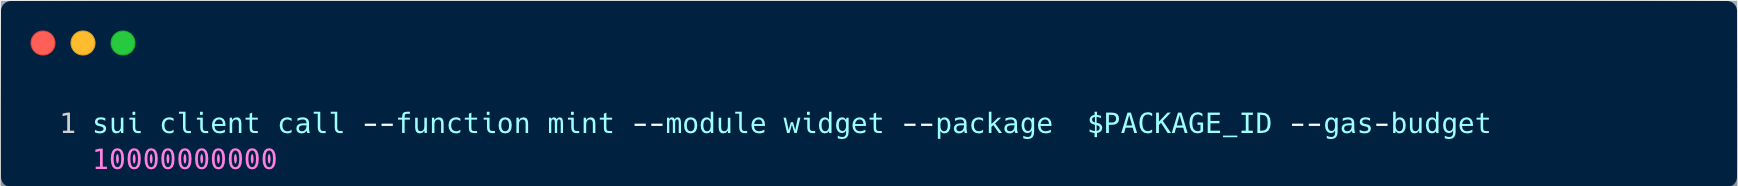 1 sui client call --function mint --module widget --package  $PACKAGE_ID --gas-budget
10000000000